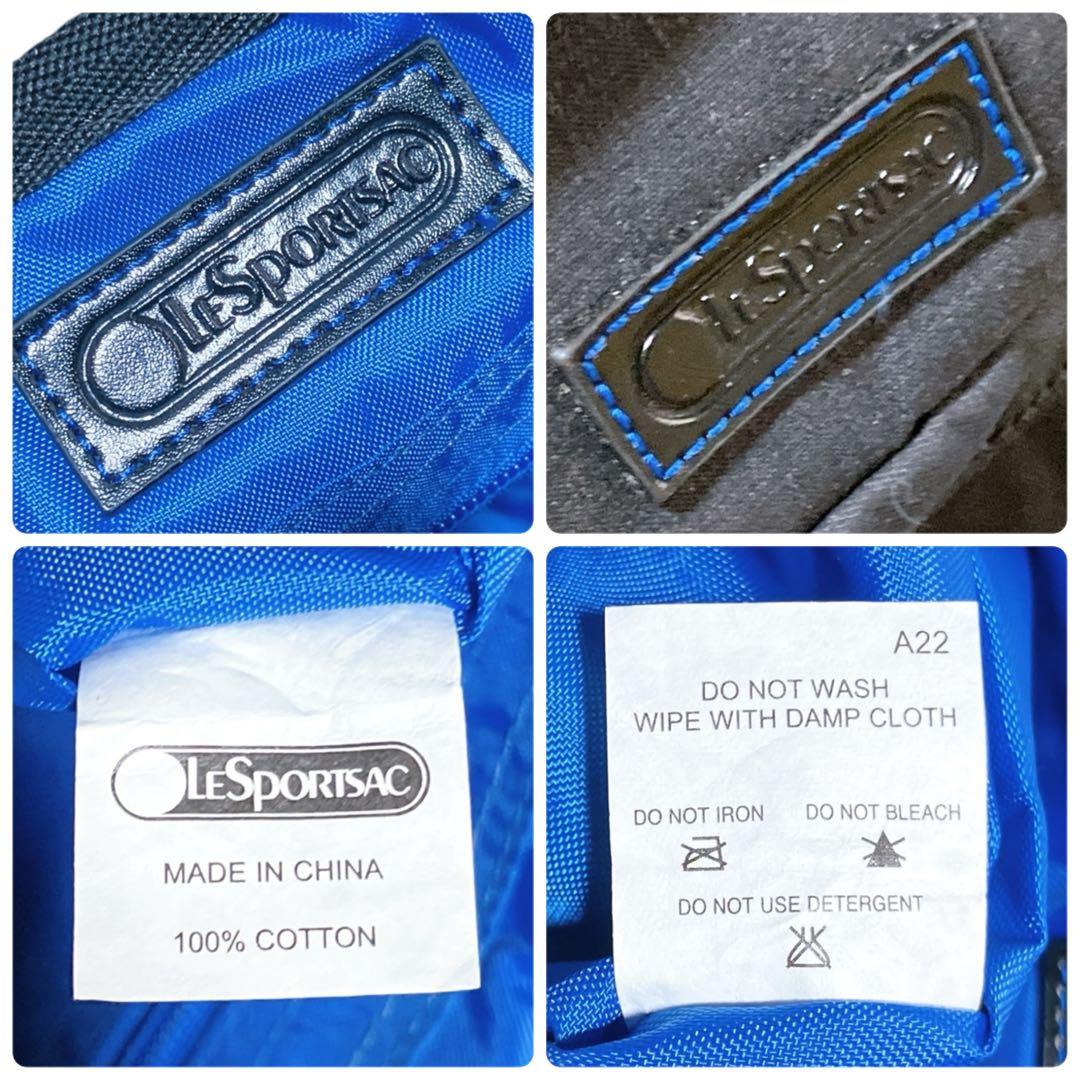 LESPORTSAC
LESPORTSAC
LESPORTSAC
MADE IN CHINA
100% COTTON
A22
DO NOT WASH
WIPE WITH DAMP CLOTH
DO NOT IRON DO NOT BLEACH
DO NOT USE DETERGENT